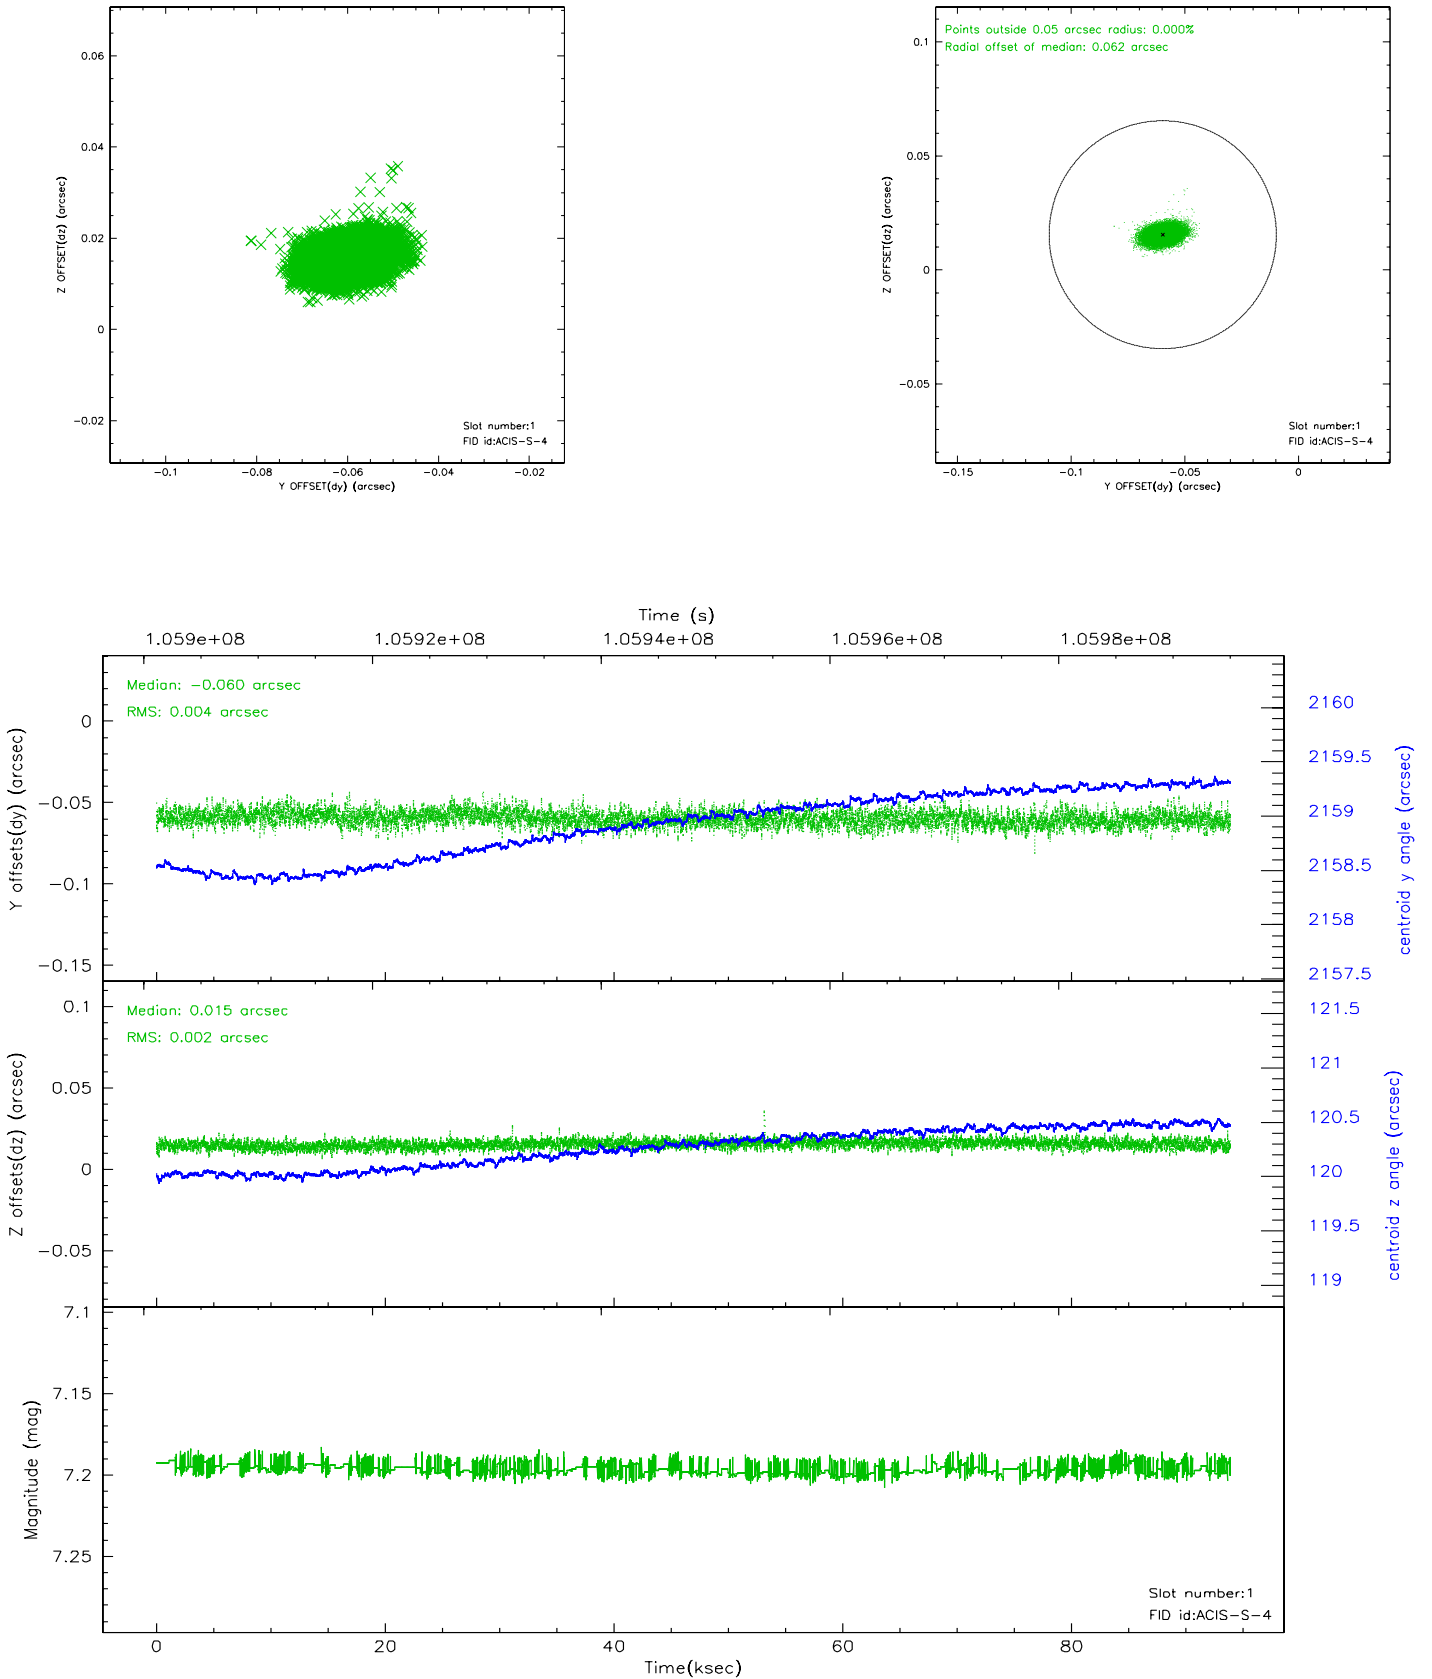 0.06
0.04
0.02
0
−0.02
Z OFFSET(dz) (arcsec)
Slot number:1
FID id:ACIS−S−4
−0.1
−0.08
−0.06
−0.04
−0.02
Y OFFSET(dy) (arcsec)
Points outside 0.05 arcsec radius: 0.000%
Radial offset of median: 0.062 arcsec
0.1
0.05
0
−0.05
Z OFFSET(dz) (arcsec)
Slot number:1
FID id:ACIS−S−4
−0.15
−0.1
−0.05
0
Y OFFSET(dy) (arcsec)
Time (s)
1.059e+08
1.0592e+08
1.0594e+08
1.0596e+08
1.0598e+08
Median: −0.060 arcsec
RMS: 0.004 arcsec
0
−0.05
−0.1
−0.15
Y offsets(dy) (arcsec)
2160
2159.5
2159
2158.5
2158
2157.5
centroid y angle (arcsec)
Median: 0.015 arcsec
RMS: 0.002 arcsec
0.1
0.05
0
−0.05
Z offsets(dz) (arcsec)
121.5
121
120.5
120
119.5
119
centroid z angle (arcsec)
7.1
7.15
7.2
7.25
Magnitude (mag)
Slot number:1
FID id:ACIS−S−4
0
20
40
60
80
Time(ksec)